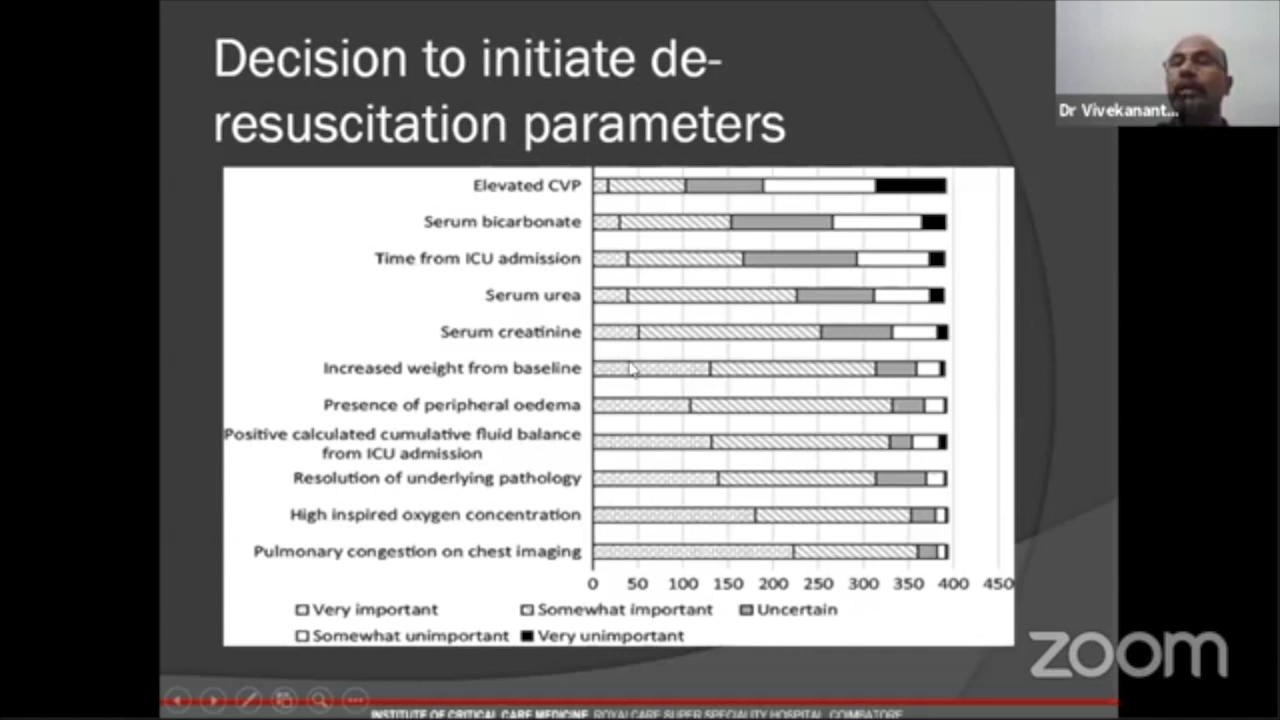 Decision to initiate de-
resuscitation parameters
Dr Vivekanant...
Elevated CVP
Serum bicarbonate
Time from ICU admission
Serum urea
Serum creatinine
Increased weight from baseline
Presence of peripheral oedema
Positive calculated cumulative fluid balance
from ICU admission
Resolution of underlying pathology
High inspired oxygen concentration
Pulmonary congestion on chest imaging
0 50 100 150 200 250 300 350 400 450
Very important Somewhat important Uncertain
Somewhat unimportant Very unimportant
zoom
INSTITUTE OF CRITICAL CARE MEDICINE, ROYAL CARE SUPER SPECIALITY HOSPITAL, COIMBATORE